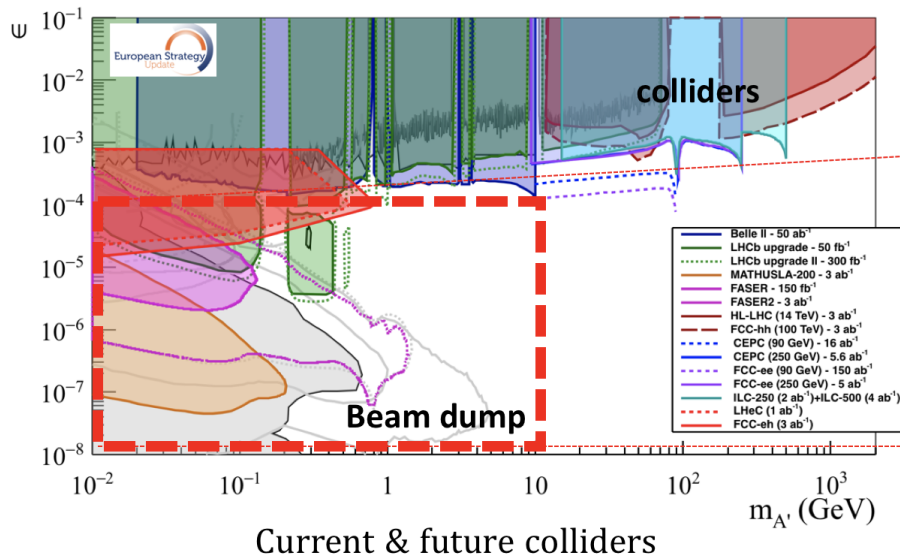 ϵ
10⁻¹
10⁻²
10⁻³
10⁻⁴
10⁻⁵
10⁻⁶
10⁻⁷
10⁻⁸
European Strategy
Update
colliders
Beam dump
Belle II - 50 ab⁻¹
LHCb upgrade - 50 fb⁻¹
LHCb upgrade II - 300 fb⁻¹
MATHUSLA-200 - 3 ab⁻¹
FASER - 150 fb⁻¹
FASER2 - 3 ab⁻¹
HL-LHC (14 TeV) - 3 ab⁻¹
FCC-hh (100 TeV) - 3 ab⁻¹
CEPC (90 GeV) - 16 ab⁻¹
CEPC (250 GeV) - 5.6 ab⁻¹
FCC-ee (90 GeV) - 150 ab⁻¹
FCC-ee (250 GeV) - 5 ab⁻¹
ILC-250 (2 ab⁻¹)+ILC-500 (4 ab⁻¹)
LHeC (1 ab⁻¹)
FCC-eh (3 ab⁻¹)
10⁻² 10⁻¹ 1 10 10² 10³
m_A' (GeV)
Current & future colliders